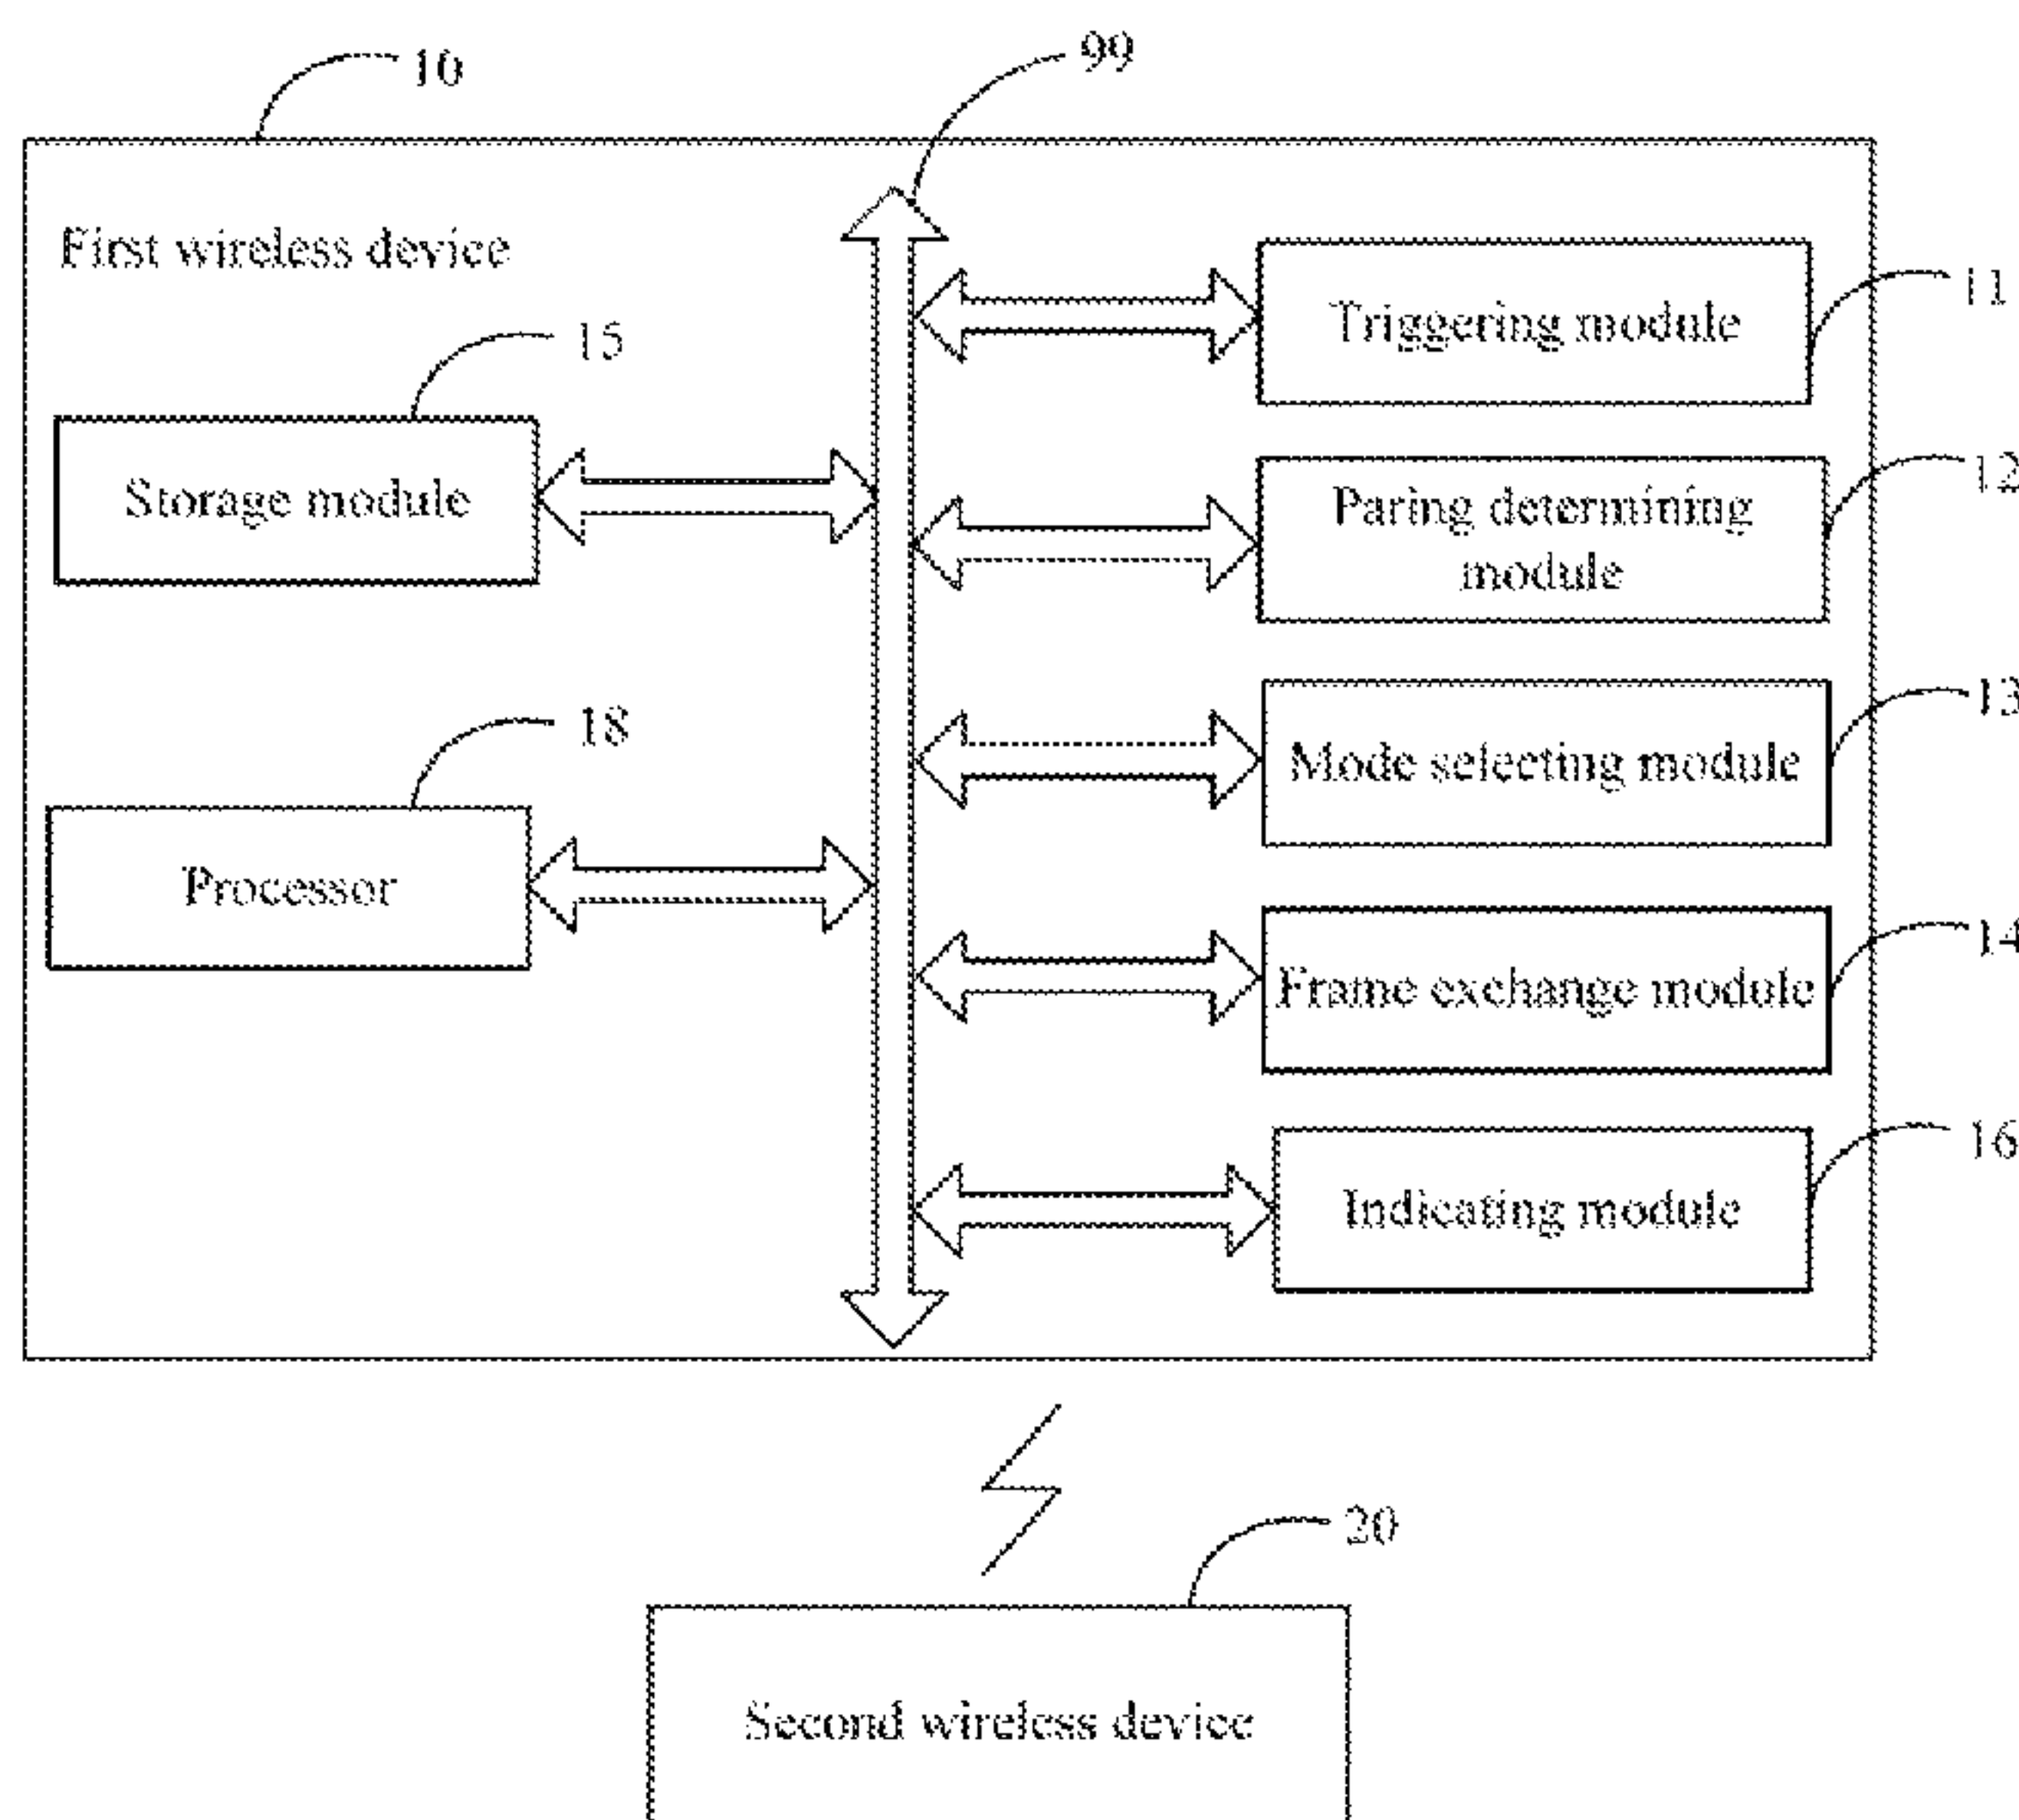 10
99
First wireless device
Triggering module
11
15
Storage module
Paring determining
module
12
18
Processor
Mode selecting module
13
Frame exchange module
14
Indicating module
16
20
Second wireless device